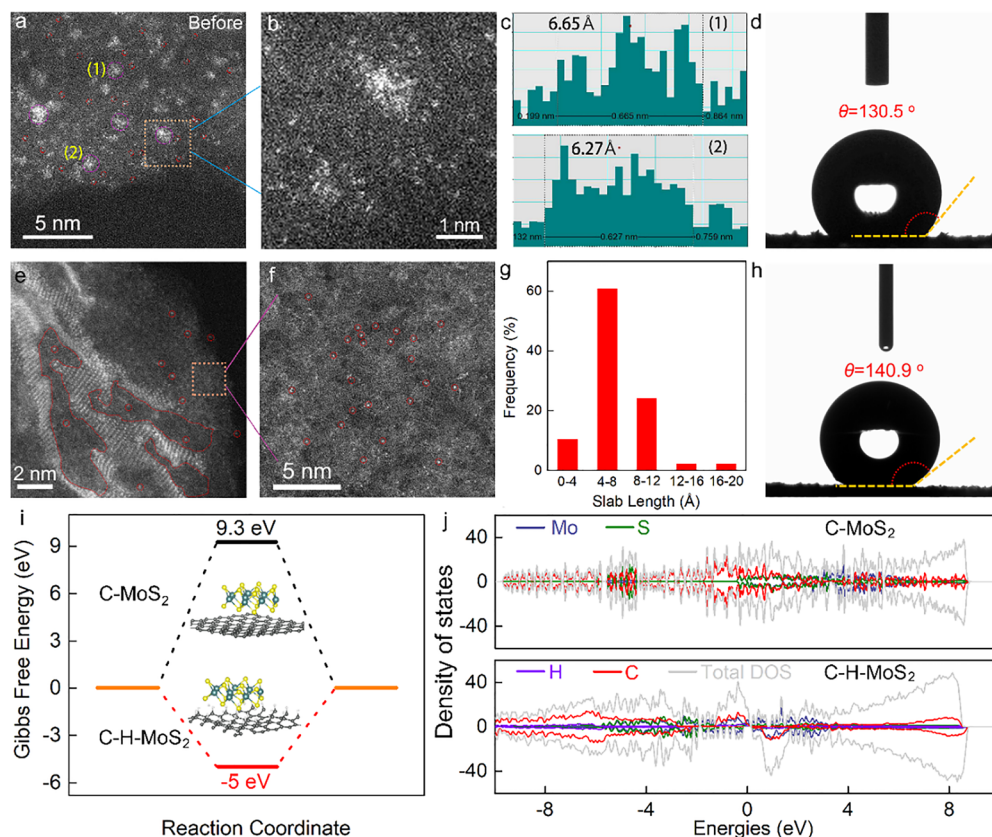 a
Before
(1)
(2)
5 nm
b
1 nm
c
6.65 Å
(1)
0.199 nm
0.665 nm
0.864 nm
6.27Å
(2)
132 nm
0.627 nm
0.759 nm
d
θ=130.5 °
e
2 nm
f
5 nm
g
Frequency (%)
60
40
20
0
0-4
4-8
8-12
12-16
16-20
Slab Length (Å)
h
θ=140.9 °
i
Gibbs Free Energy (eV)
9
6
3
0
-3
-6
9.3 eV
C-MoS₂
C-H-MoS₂
-5 eV
Reaction Coordinate
j
Density of states
Mo
S
C-MoS₂
40
0
-40
H
C
Total DOS
C-H-MoS₂
40
0
-40
-8
-4
0
4
8
Energies (eV)